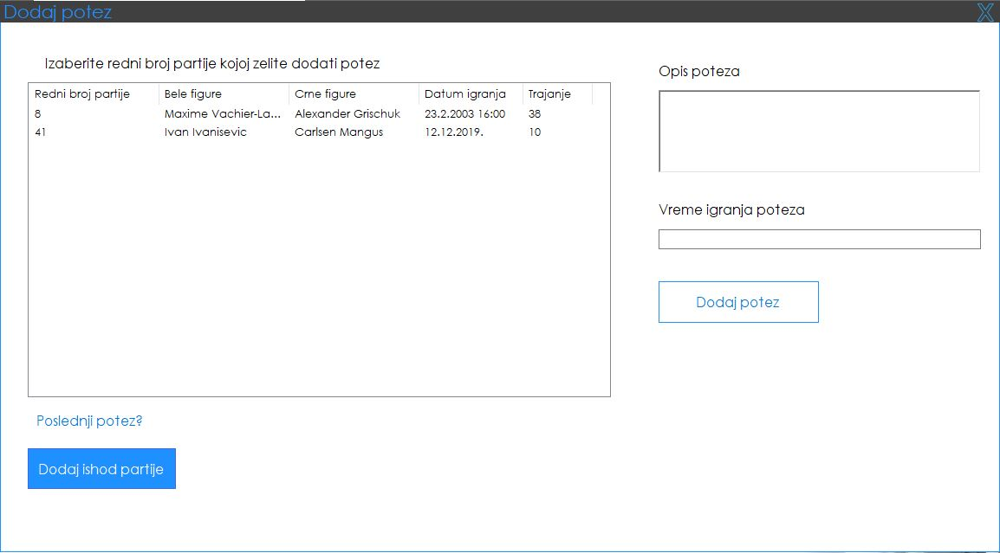 Dodaj potez X
Izaberite redni broj partije kojoj zelite dodati potez
Redni broj partije Bele figure Crne figure Datum igranja Trajanje
8 Maxime Vachier-La... Alexander Grischuk 23.2.2003 16:00 38
41 Ivan Ivanisevic Carlsen Mangus 12.12.2019. 10
Poslednji potez?
Dodaj ishod partije
Opis poteza
Vreme igranja poteza
Dodaj potez